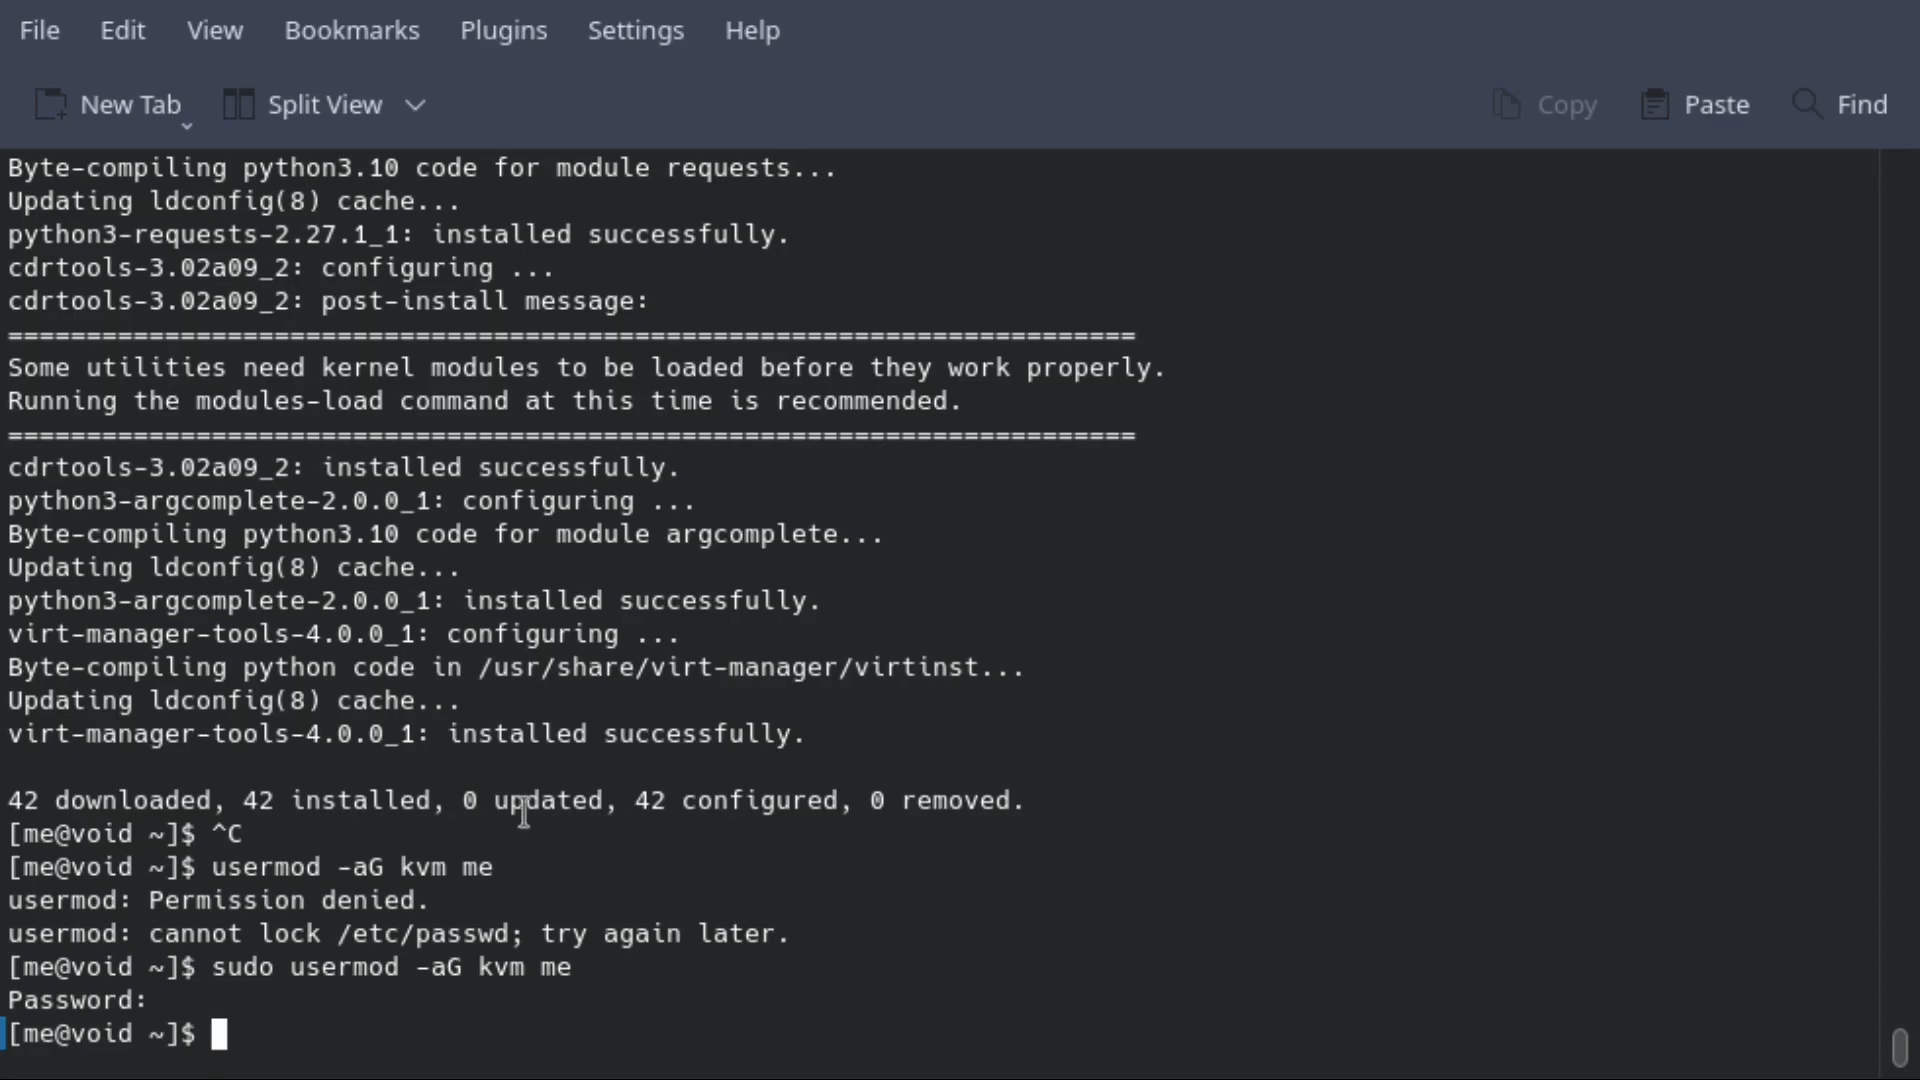 File Edit View Bookmarks Plugins Settings Help
New Tab Split View Copy Paste Find
Byte-compiling python3.10 code for module requests...
Updating ldconfig(8) cache...
python3-requests-2.27.1_1: installed successfully.
cdrtools-3.02a09_2: configuring ...
cdrtools-3.02a09_2: post-install message:
========================================================================
Some utilities need kernel modules to be loaded before they work properly.
Running the modules-load command at this time is recommended.
========================================================================
cdrtools-3.02a09_2: installed successfully.
python3-argcomplete-2.0.0_1: configuring ...
Byte-compiling python3.10 code for module argcomplete...
Updating ldconfig(8) cache...
python3-argcomplete-2.0.0_1: installed successfully.
virt-manager-tools-4.0.0_1: configuring ...
Byte-compiling python code in /usr/share/virt-manager/virtinst...
Updating ldconfig(8) cache...
virt-manager-tools-4.0.0_1: installed successfully.
42 downloaded, 42 installed, 0 updated, 42 configured, 0 removed.
[me@void ~]$ ^C
[me@void ~]$ usermod -aG kvm me
usermod: Permission denied.
usermod: cannot lock /etc/passwd; try again later.
[me@void ~]$ sudo usermod -aG kvm me
Password:
[me@void ~]$